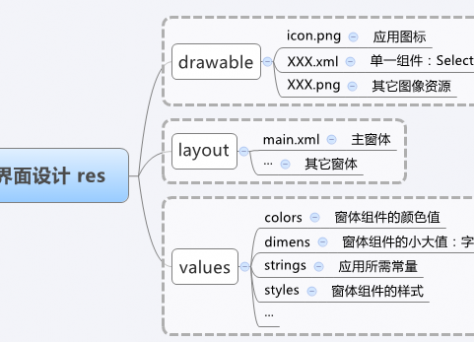 界面设计 res
drawable
icon.png 应用图标
XXX.xml 单一组件：Select
XXX.png 其它图像资源
layout
main.xml 主窗体
... 其它窗体
values
colors 窗体组件的颜色值
dimens 窗体组件的小大值：字
strings 应用所需常量
styles 窗体组件的样式
...